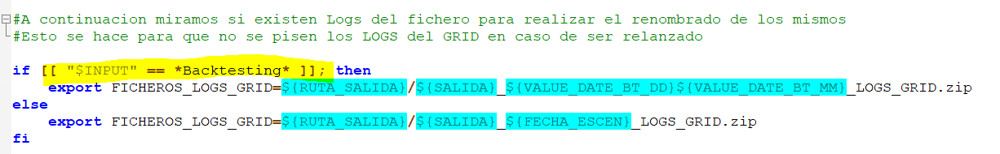 #A continuacion miramos si existen Logs del fichero para realizar el renombrado de los mismos
#Esto se hace para que no se pisen los LOGS del GRID en caso de ser relanzado
if [[ "$INPUT" == *Backtesting* ]]; then
export FICHEROS_LOGS_GRID=${RUTA_SALIDA}/${SALIDA}_${VALUE_DATE_BT_DD}${VALUE_DATE_BT_MM}_LOGS_GRID.zip
else
export FICHEROS_LOGS_GRID=${RUTA_SALIDA}/${SALIDA}_${FECHA_ESCEN}_LOGS_GRID.zip
fi